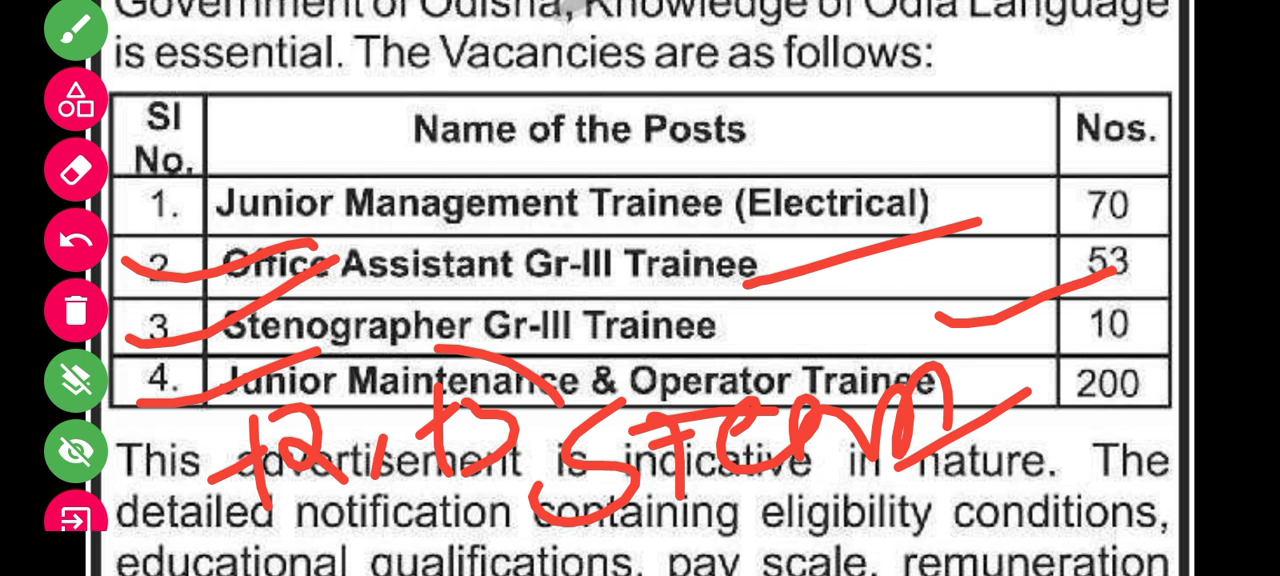 Government of Odisha, Knowledge of Odia Language
is essential. The Vacancies are as follows:
Sl No. Name of the Posts Nos.
1. Junior Management Trainee (Electrical) 70
2 Office Assistant Gr-III Trainee 53
3 Stenographer Gr-III Trainee 10
4. Junior Maintenance & Operator Trainee 200
This advertisement is indicative in nature. The
detailed notification containing eligibility conditions,
educational qualifications, pay scale, remuneration